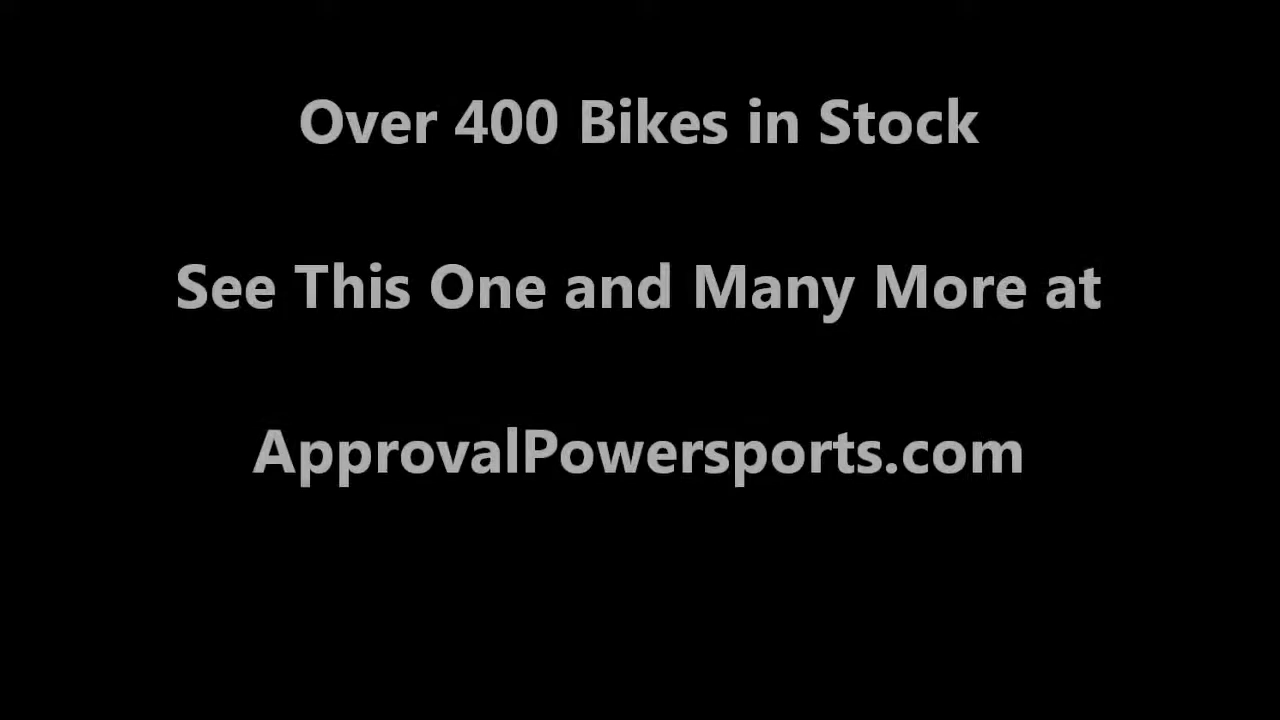 Over 400 Bikes in Stock
See This One and Many More at
ApprovalPowersports.com